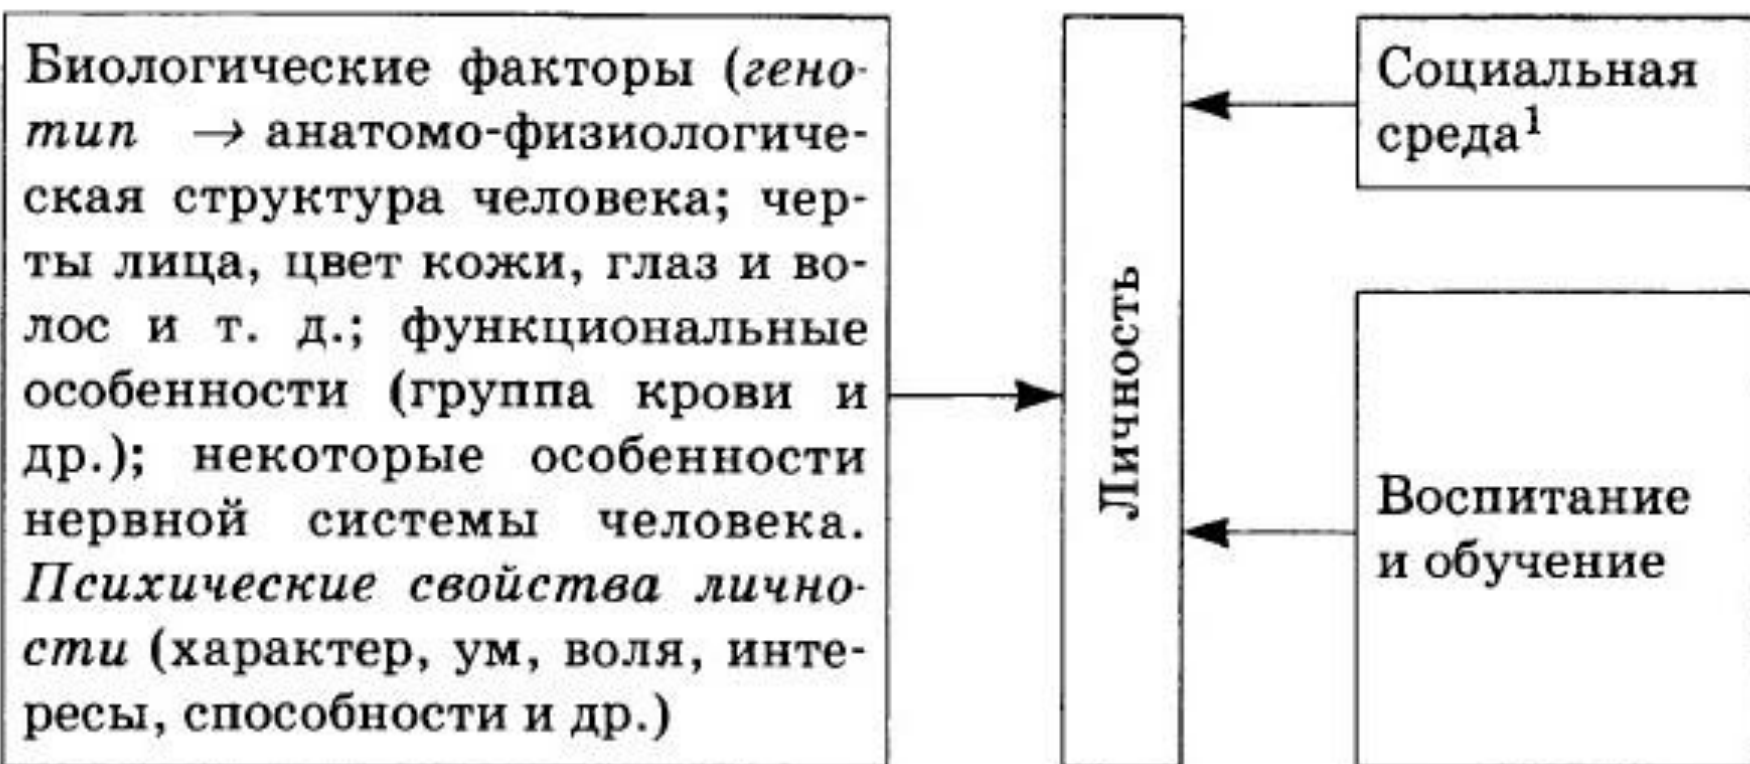 Биологические факторы (гено-
тип → анатомо-физиологиче-
ская структура человека; чер-
ты лица, цвет кожи, глаз и во-
лос и т. д.; функциональные
особенности (группа крови и
др.); некоторые особенности
нервной системы человека.
Психические свойства лично-
сти (характер, ум, воля, инте-
ресы, способности и др.)
Личность
Социальная
среда¹
Воспитание
и обучение